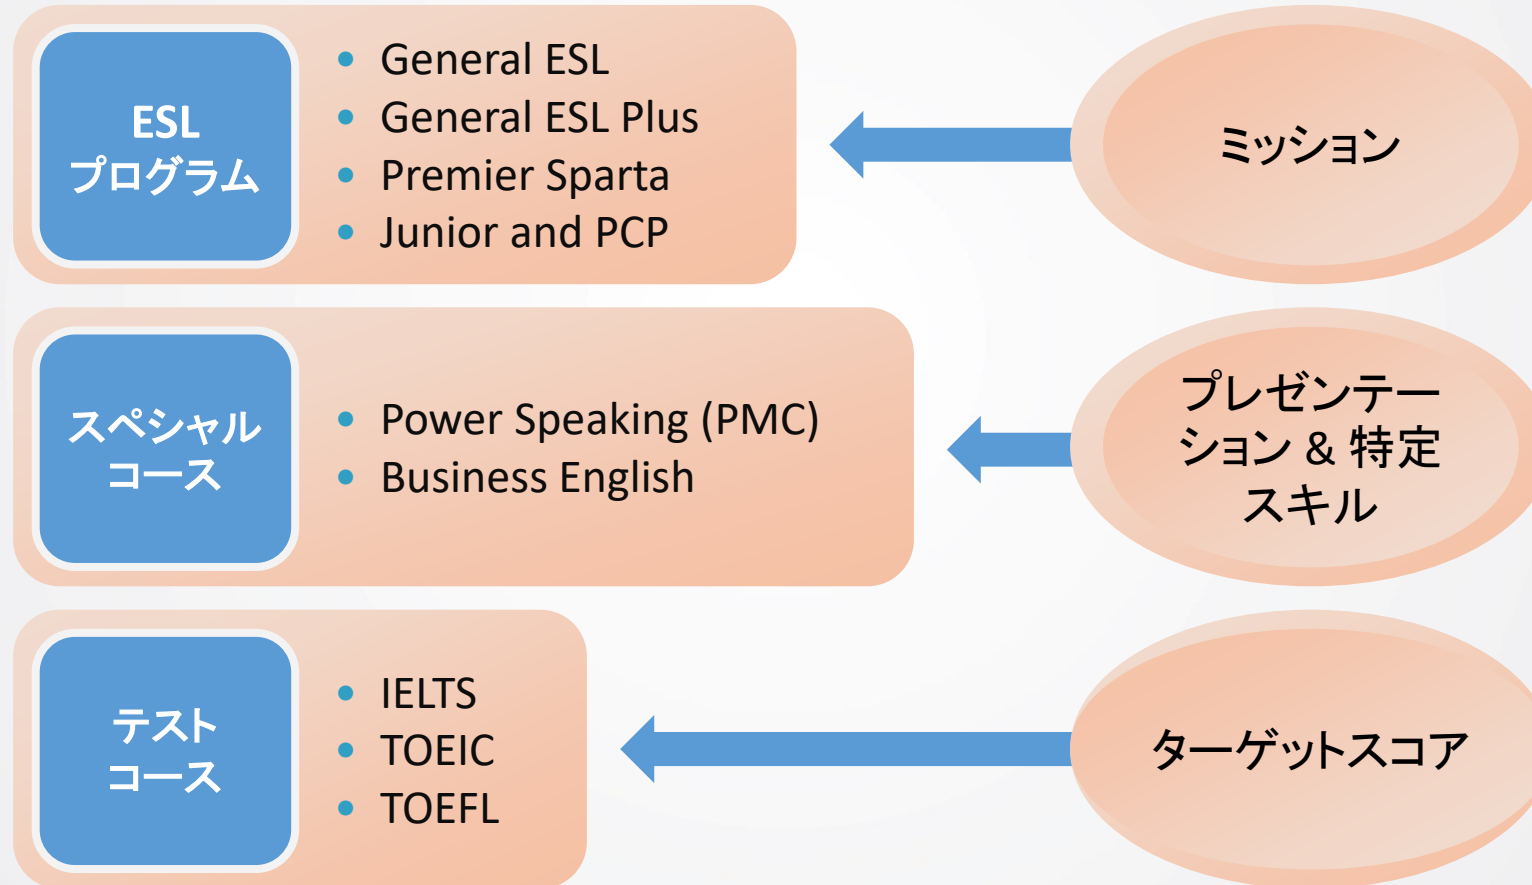 ESL
プログラム
• General ESL
• General ESL Plus
• Premier Sparta
• Junior and PCP
ミッション
スペシャル
コース
• Power Speaking (PMC)
• Business English
プレゼンテー
ション & 特定
スキル
テスト
コース
• IELTS
• TOEIC
• TOEFL
ターゲットスコア